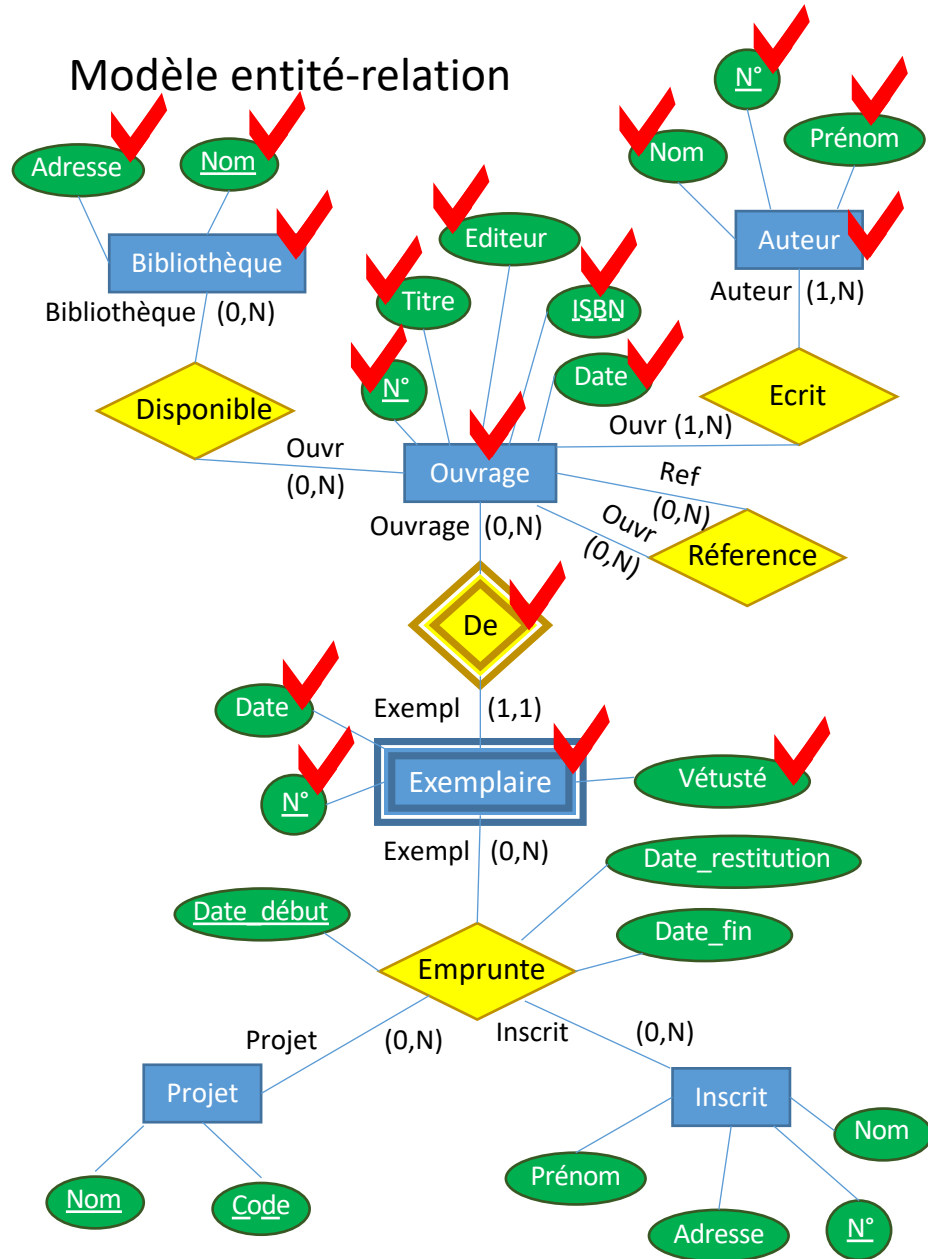 Modèle entité-relation
N°
Adresse
Nom
Nom
Prénom
Editeur
Auteur
Bibliothèque
Auteur (1,N)
Bibliothèque (0,N)
Titre
ISBN
N°
Date
Disponible
Ecrit
Ouvr (1,N)
Ouvr
(0,N)
Ouvrage
Ref
(0,N)
Ouvr
(0,N)
Ouvrage (0,N)
Réference
De
Date
Exempl (1,1)
N°
Exemplaire
Vétusté
Exempl (0,N)
Date_restitution
Date_début
Date_fin
Emprunte
Projet (0,N)
Inscrit (0,N)
Projet
Inscrit
Nom
Prénom
Nom
Code
Adresse
N°